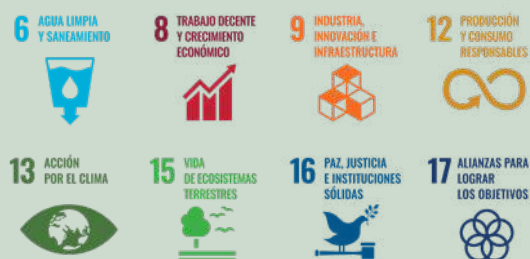 6 AGUA LIMPIA
Y SANEAMIENTO
8 TRABAJO DECENTE
Y CRECIMIENTO
ECONÓMICO
9 INDUSTRIA,
INNOVACIÓN E
INFRAESTRUCTURA
12 PRODUCCIÓN
Y CONSUMO
RESPONSABLES
13 ACCIÓN
POR EL CLIMA
15 VIDA
DE ECOSISTEMAS
TERRESTRES
16 PAZ, JUSTICIA
E INSTITUCIONES
SÓLIDAS
17 ALIANZAS PARA
LOGRAR
LOS OBJETIVOS